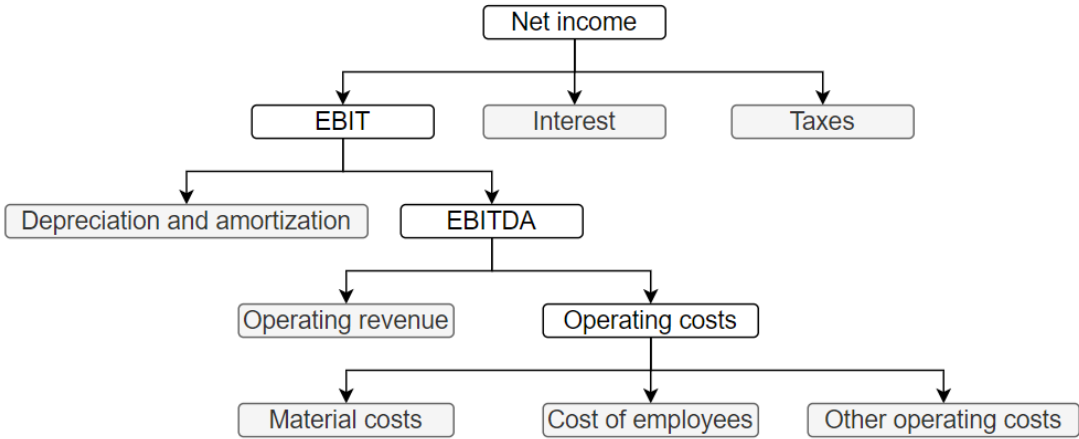 Net income
EBIT
Interest
Taxes
Depreciation and amortization
EBITDA
Operating revenue
Operating costs
Material costs
Cost of employees
Other operating costs